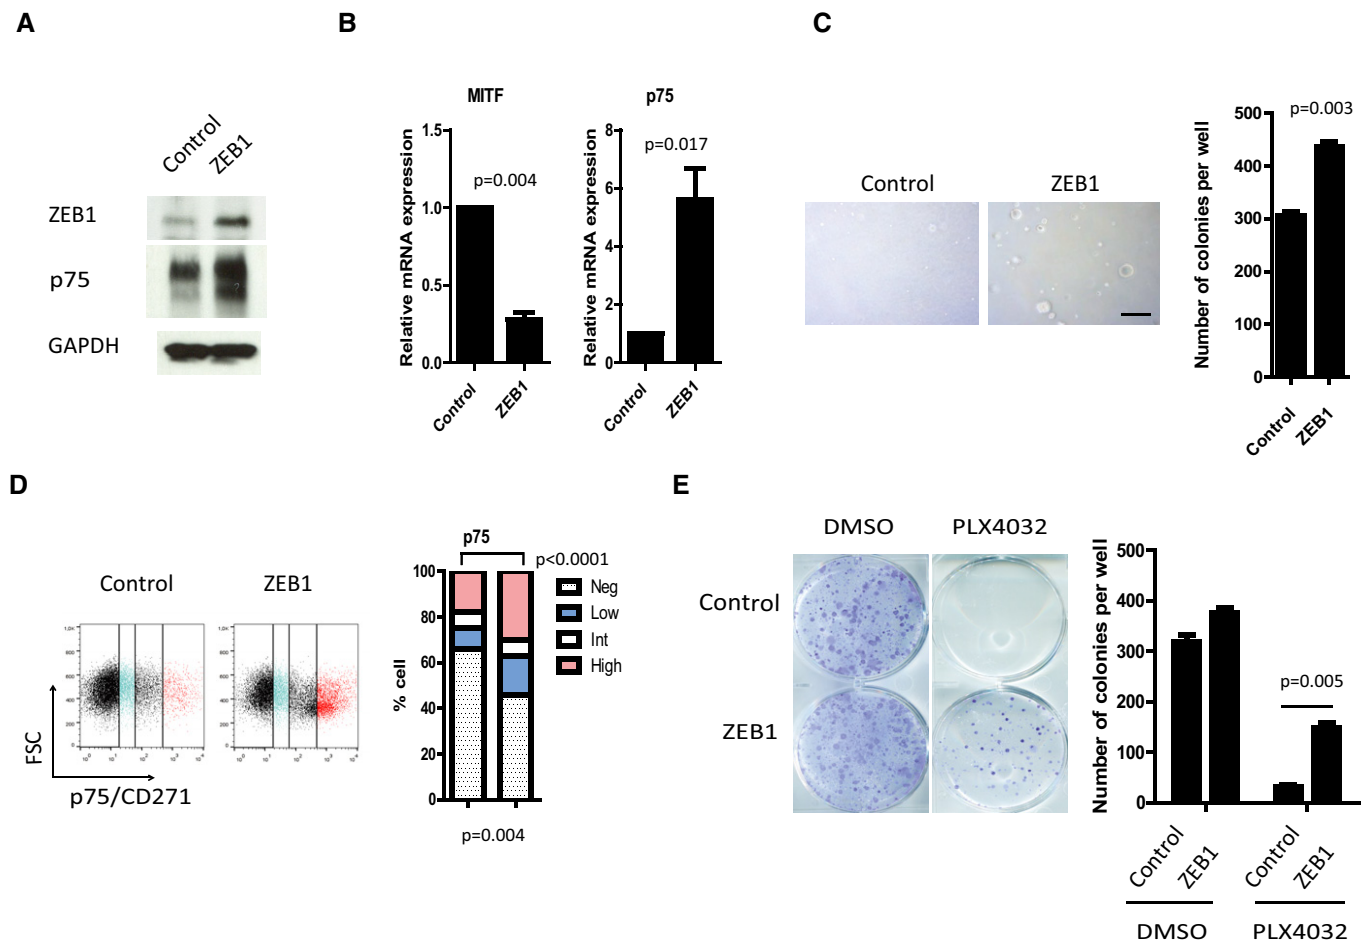 A
Control
ZEB1
ZEB1
p75
GAPDH
B
MITF
Relative mRNA expression
1.5
1.0
0.5
0.0
p=0.004
Control
ZEB1
p75
Relative mRNA expression
8
6
4
2
0
p=0.017
Control
ZEB1
C
Control
ZEB1
Number of colonies per well
500
400
300
200
100
0
p=0.003
Control
ZEB1
D
Control
ZEB1
FSC
p75/CD271
p75
p<0.0001
% cell
100
80
60
40
20
0
Neg
Low
Int
High
p=0.004
E
DMSO
PLX4032
Control
ZEB1
Number of colonies per well
500
400
300
200
100
0
p=0.005
Control
ZEB1
Control
ZEB1
DMSO
PLX4032